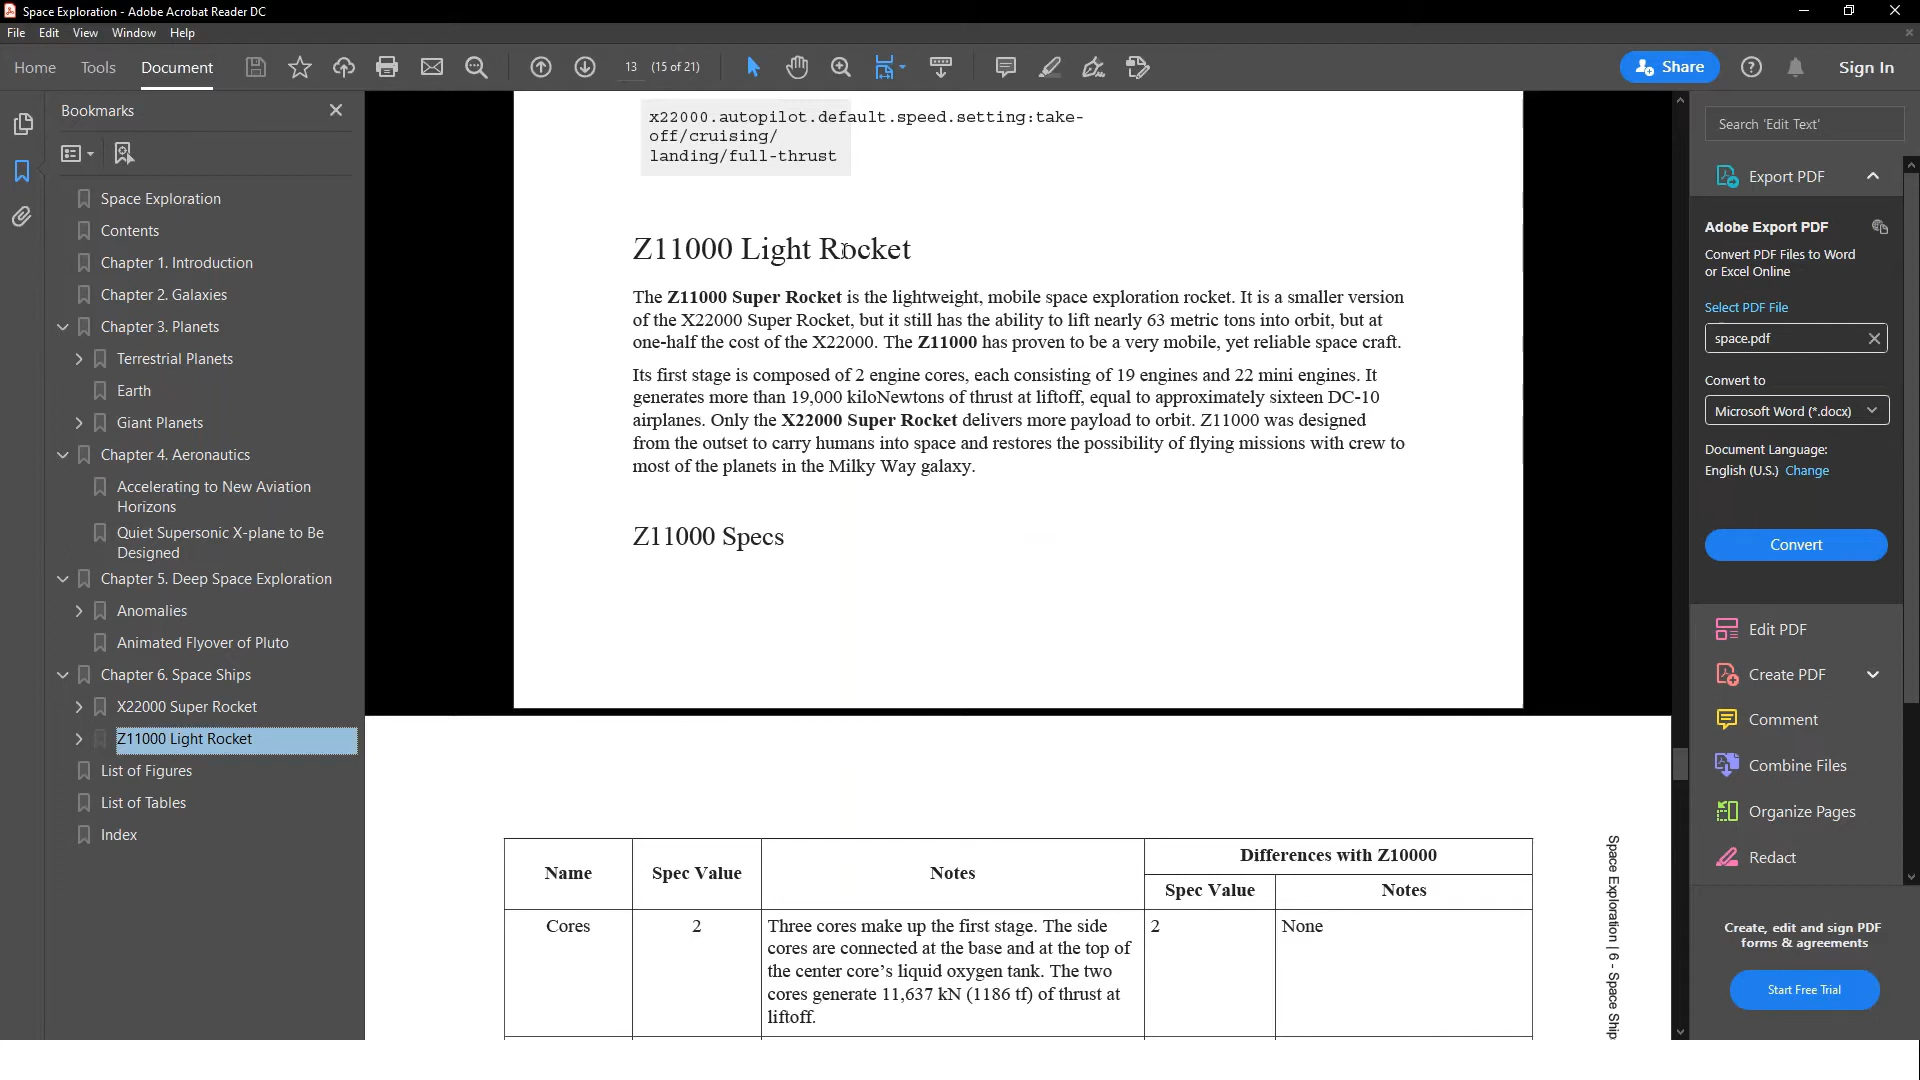 Space Exploration - Adobe Acrobat Reader DC
File Edit View Window Help
Home Tools Document 13 (15 of 21) Share Sign In
Bookmarks
Space Exploration
Contents
Chapter 1. Introduction
Chapter 2. Galaxies
Chapter 3. Planets
Terrestrial Planets
Earth
Giant Planets
Chapter 4. Aeronautics
Accelerating to New Aviation
Horizons
Quiet Supersonic X-plane to Be
Designed
Chapter 5. Deep Space Exploration
Anomalies
Animated Flyover of Pluto
Chapter 6. Space Ships
X22000 Super Rocket
Z11000 Light Rocket
List of Figures
List of Tables
Index
x22000.autopilot.default.speed.setting:take-
off/cruising/
landing/full-thrust
Z11000 Light Rocket
The Z11000 Super Rocket is the lightweight, mobile space exploration rocket. It is a smaller version
of the X22000 Super Rocket, but it still has the ability to lift nearly 63 metric tons into orbit, but at
one-half the cost of the X22000. The Z11000 has proven to be a very mobile, yet reliable space craft.
Its first stage is composed of 2 engine cores, each consisting of 19 engines and 22 mini engines. It
generates more than 19,000 kiloNewtons of thrust at liftoff, equal to approximately sixteen DC-10
airplanes. Only the X22000 Super Rocket delivers more payload to orbit. Z11000 was designed
from the outset to carry humans into space and restores the possibility of flying missions with crew to
most of the planets in the Milky Way galaxy.
Z11000 Specs
Name Spec Value Notes Differences with Z10000
Spec Value Notes
Cores 2 Three cores make up the first stage. The side 2 None
cores are connected at the base and at the top of
the center core’s liquid oxygen tank. The two
cores generate 11,637 kN (1186 tf) of thrust at
liftoff.
Space Exploration | 6 - Space Ship
Search 'Edit Text'
Export PDF
Adobe Export PDF
Convert PDF Files to Word
or Excel Online
Select PDF File
space.pdf
Convert to
Microsoft Word (*.docx)
Document Language:
English (U.S.) Change
Convert
Edit PDF
Create PDF
Comment
Combine Files
Organize Pages
Redact
Create, edit and sign PDF
forms & agreements
Start Free Trial